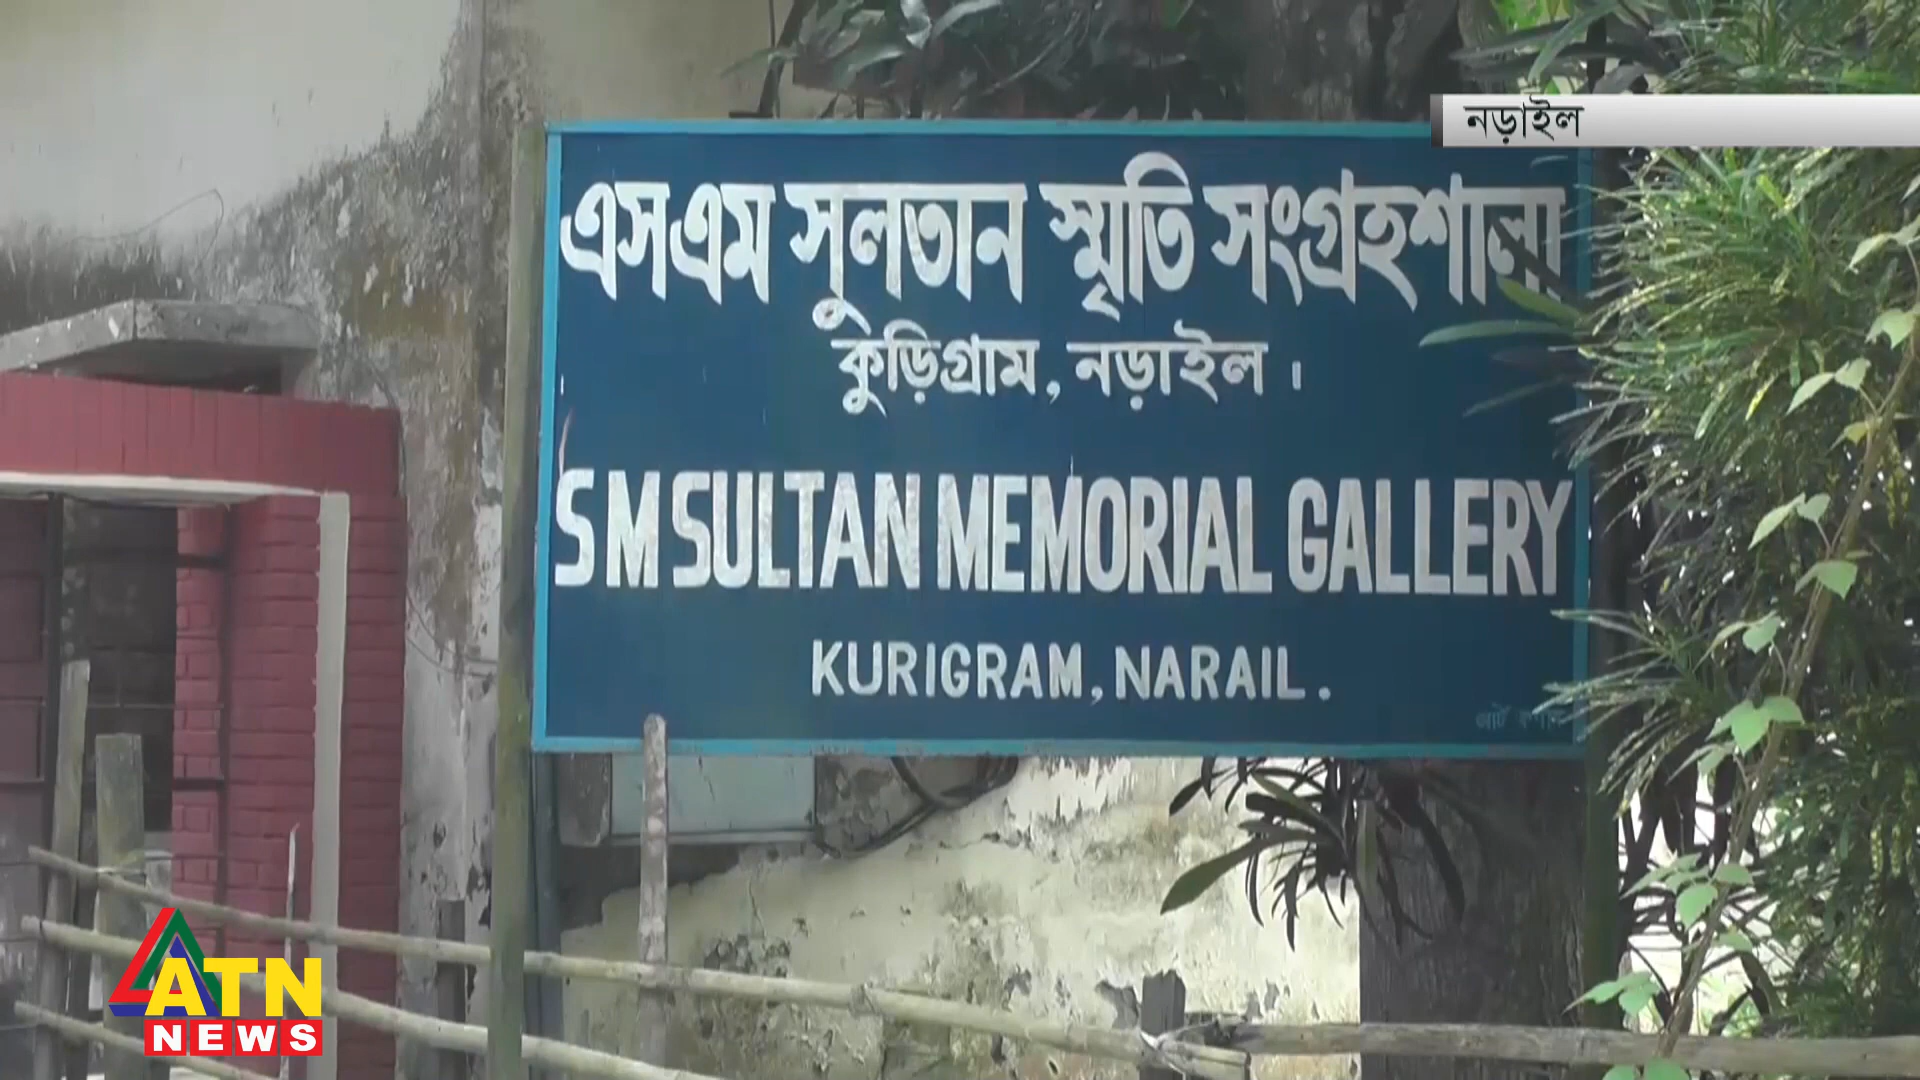 নড়াইল
এসএম সুলতান স্মৃতি সংগ্রহশালা
কুড়িগ্রাম, নড়াইল ।
S M SULTAN MEMORIAL GALLERY
KURIGRAM, NARAIL.
ATN
NEWS